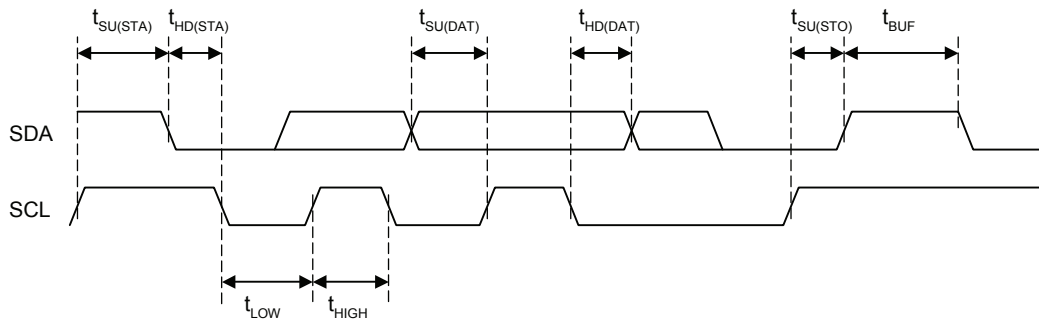 tSU(STA) tHD(STA) tSU(DAT) tHD(DAT) tSU(STO) tBUF
SDA
SCL
tLOW tHIGH